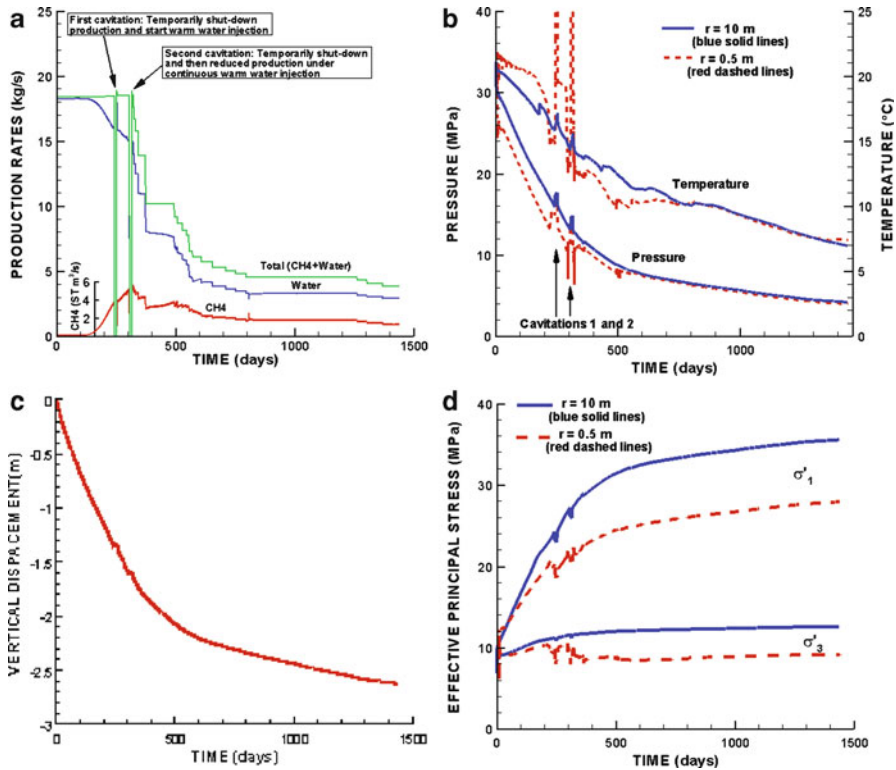 a
First cavitation: Temporarily shut-down
production and start warm water injection
Second cavitation: Temporarily shut-down
and then reduced production under
continuous warm water injection
PRODUCTION RATES (kg/s)
25
20
15
10
5
0
CH4 (ST m³/s)
6
4
2
Total (CH4+Water)
Water
CH4
0
500
1000
1500
TIME (days)
b
r = 10 m
(blue solid lines)
r = 0.5 m
(red dashed lines)
PRESSURE (MPa)
40
30
20
10
0
TEMPERATURE (°C)
25
20
15
10
5
0
Temperature
Pressure
Cavitations 1 and 2
500
1000
TIME (days)
c
VERTICAL DISPACEMENT(m)
0
-0.5
-1
-1.5
-2
-2.5
-3
0
500
1000
1500
TIME (days)
d
r = 10 m
(blue solid lines)
r = 0.5 m
(red dashed lines)
EFFECTIVE PRINCIPAL STRESS (MPa)
40
30
20
10
0
σ'1
σ'3
0
500
1000
1500
TIME (days)